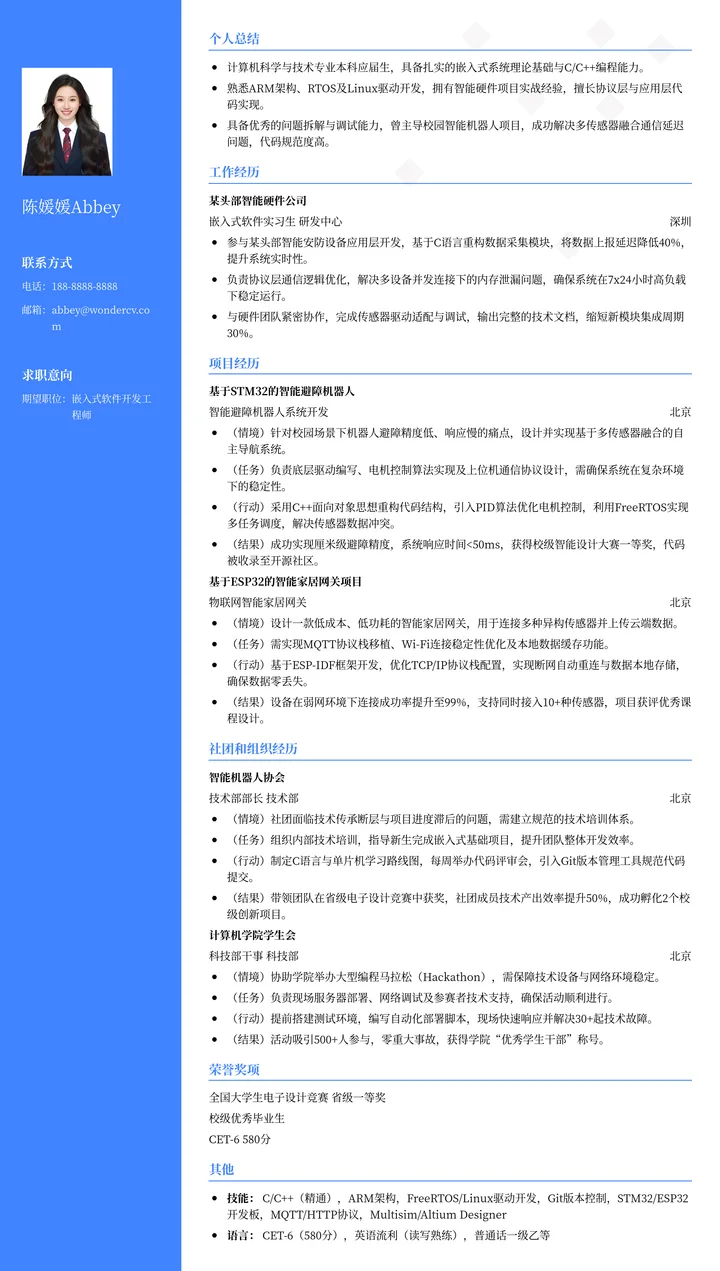 陈媛媛Abbey
联系方式
电话：188-8888-8888
邮箱：abbey@wondercv.co
m
求职意向
期望职位：嵌入式软件开发工
程师
个人总结
计算机科学与技术专业本科应届生，具备扎实的嵌入式系统理论基础与C/C++编程能力。
熟悉ARM架构、RTOS及Linux驱动开发，拥有智能硬件项目实战经验，擅长协议层与应用层代
码实现。
具备优秀的问题拆解与调试能力，曾主导校园智能机器人项目，成功解决多传感器融合通信延迟
问题，代码规范度高。
工作经历
某头部智能硬件公司
嵌入式软件实习生 研发中心 深圳
参与某头部智能安防设备应用层开发，基于C语言重构数据采集模块，将数据上报延迟降低40%，
提升系统实时性。
负责协议层通信逻辑优化，解决多设备并发连接下的内存泄漏问题，确保系统在7x24小时高负载
下稳定运行。
与硬件团队紧密协作，完成传感器驱动适配与调试，输出完整的技术文档，缩短新模块集成周期
30%。
项目经历
基于STM32的智能避障机器人
智能避障机器人系统开发 北京
（情境）针对校园场景下机器人避障精度低、响应慢的痛点，设计并实现基于多传感器融合的自
主导航系统。
（任务）负责底层驱动编写、电机控制算法实现及上位机通信协议设计，需确保系统在复杂环境
下的稳定性。
（行动）采用C++面向对象思想重构代码结构，引入PID算法优化电机控制，利用FreeRTOS实现
多任务调度，解决传感器数据冲突。
（结果）成功实现厘米级避障精度，系统响应时间<50ms，获得校级智能设计大赛一等奖，代码
被收录至开源社区。
基于ESP32的智能家居网关项目
物联网智能家居网关 北京
（情境）设计一款低成本、低功耗的智能家居网关，用于连接多种异构传感器并上传云端数据。
（任务）需实现MQTT协议栈移植、Wi-Fi连接稳定性优化及本地数据缓存功能。
（行动）基于ESP-IDF框架开发，优化TCP/IP协议栈配置，实现断网自动重连与数据本地存储，
确保数据零丢失。
（结果）设备在弱网环境下连接成功率提升至99%，支持同时接入10+种传感器，项目获评优秀课
程设计。
社团和组织经历
智能机器人协会
技术部部长 技术部 北京
（情境）社团面临技术传承断层与项目进度滞后的问题，需建立规范的技术培训体系。
（任务）组织内部技术培训，指导新生完成嵌入式基础项目，提升团队整体开发效率。
（行动）制定C语言与单片机学习路线图，每周举办代码评审会，引入Git版本管理工具规范代码
提交。
（结果）带领团队在省级电子设计竞赛中获奖，社团成员技术产出效率提升50%，成功孵化2个校
级创新项目。
计算机学院学生会
科技部干事 科技部 北京
（情境）协助学院举办大型编程马拉松（Hackathon），需保障技术设备与网络环境稳定。
（任务）负责现场服务器部署、网络调试及参赛者技术支持，确保活动顺利进行。
（行动）提前搭建测试环境，编写自动化部署脚本，现场快速响应并解决30+起技术故障。
（结果）活动吸引500+人参与，零重大事故，获得学院“优秀学生干部”称号。
荣誉奖项
全国大学生电子设计竞赛 省级一等奖
校级优秀毕业生
CET-6 580分
其他
技能： C/C++（精通），ARM架构，FreeRTOS/Linux驱动开发，Git版本控制，STM32/ESP32
开发板，MQTT/HTTP协议，Multisim/Altium Designer
语言： CET-6（580分），英语流利（读写熟练），普通话一级乙等